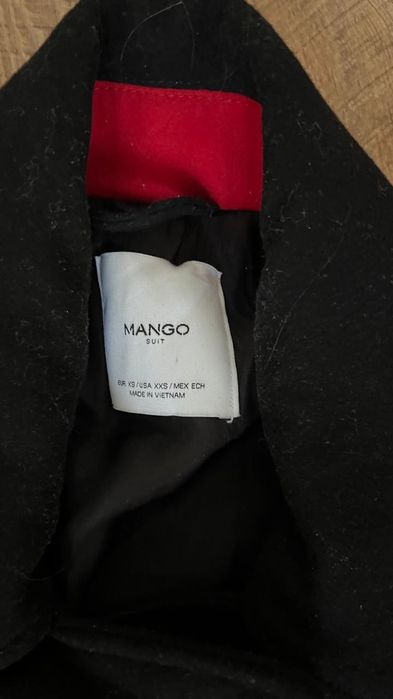 MANGO
SUIT
EUR XS / USA XXS / MEX ECH
MADE IN VIETNAM